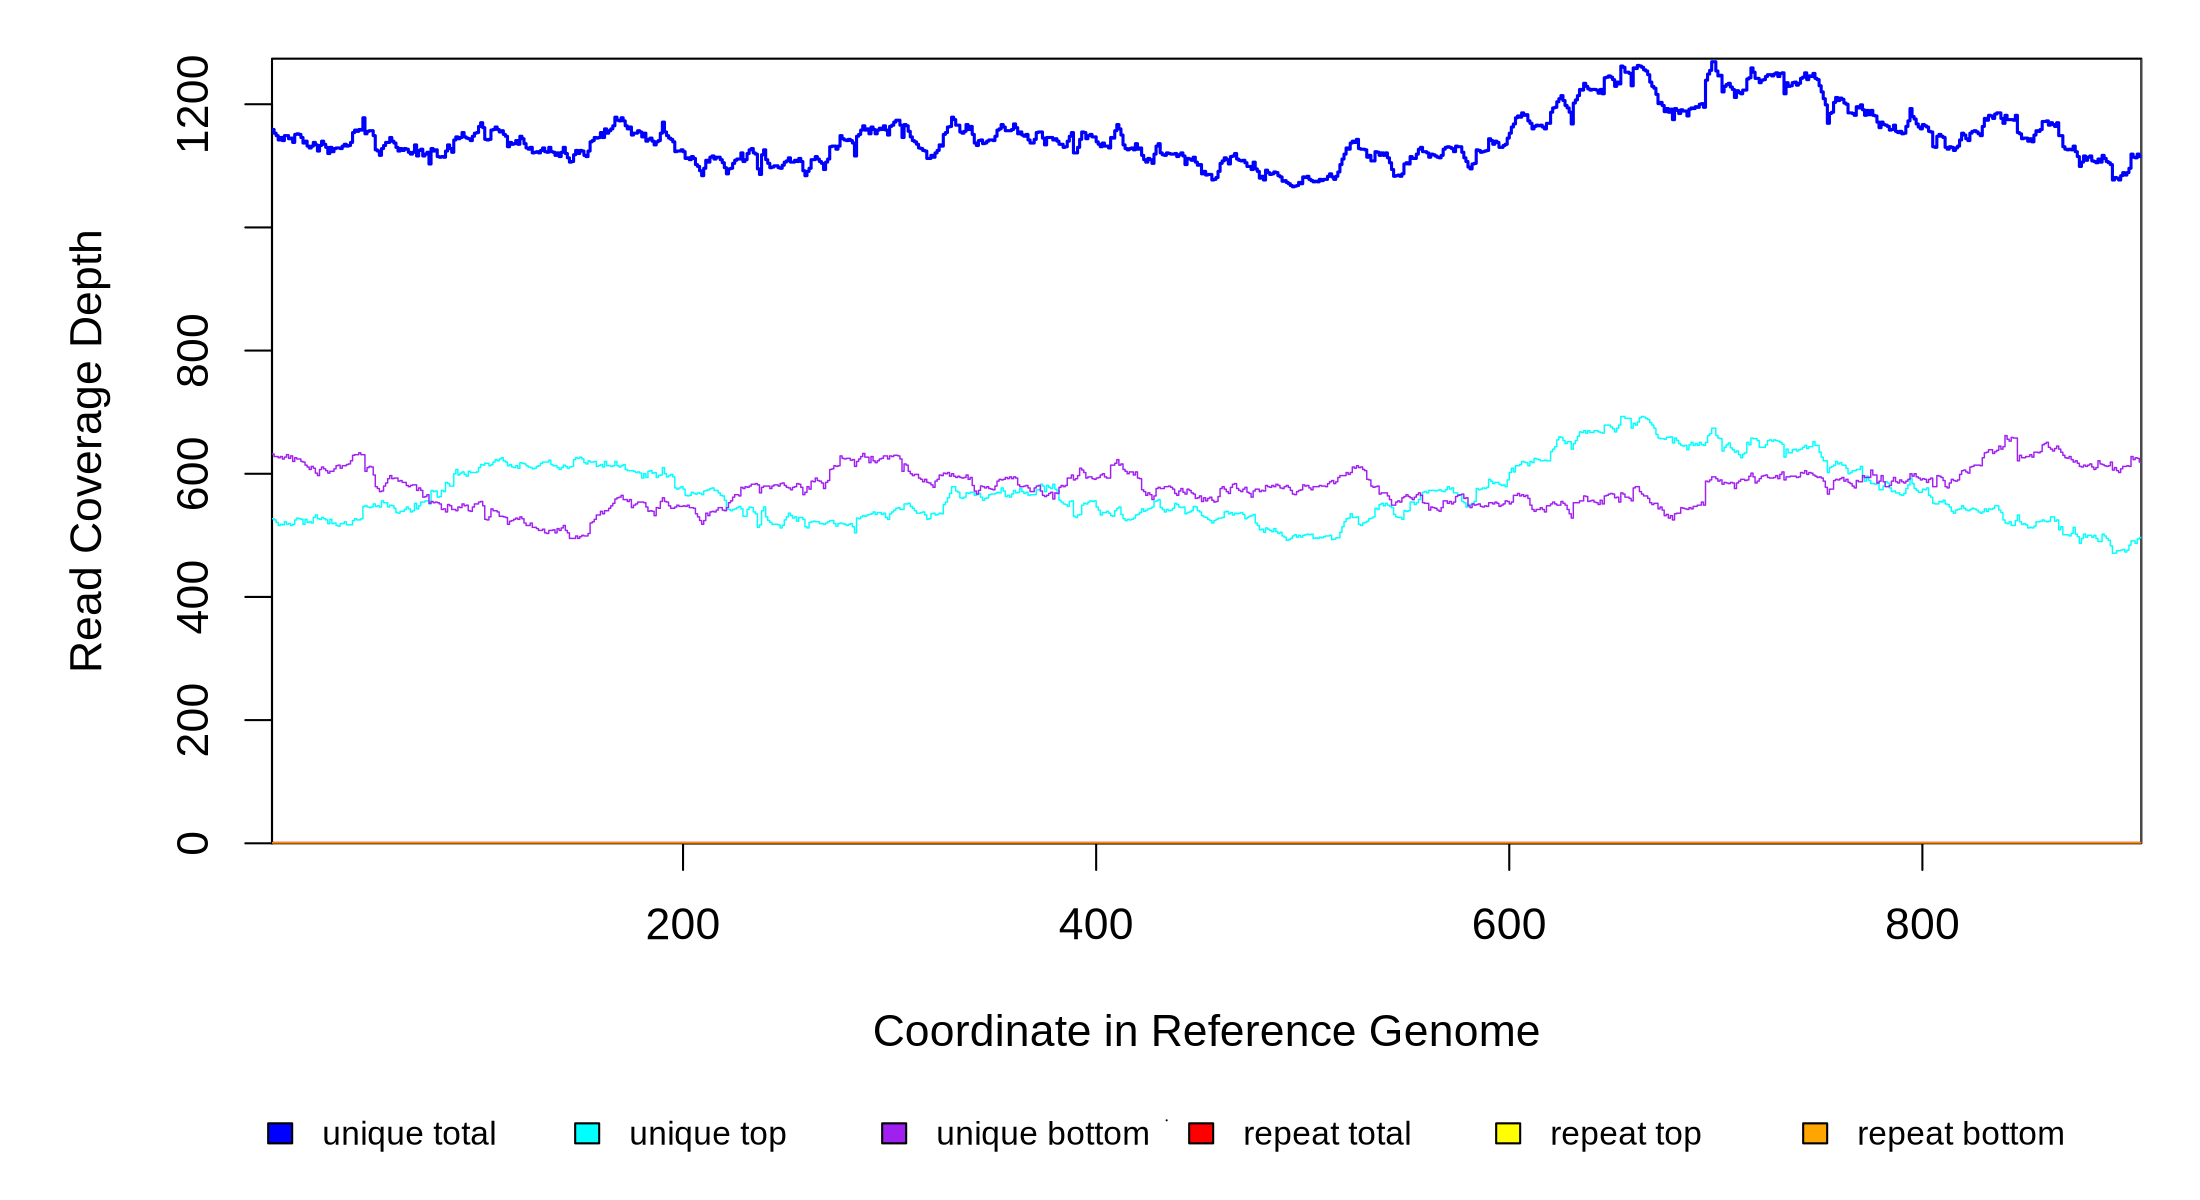 Read Coverage Depth
1200
800
600
400
200
0
200 400 600 800
Coordinate in Reference Genome
unique total unique top unique bottom repeat total repeat top repeat bottom